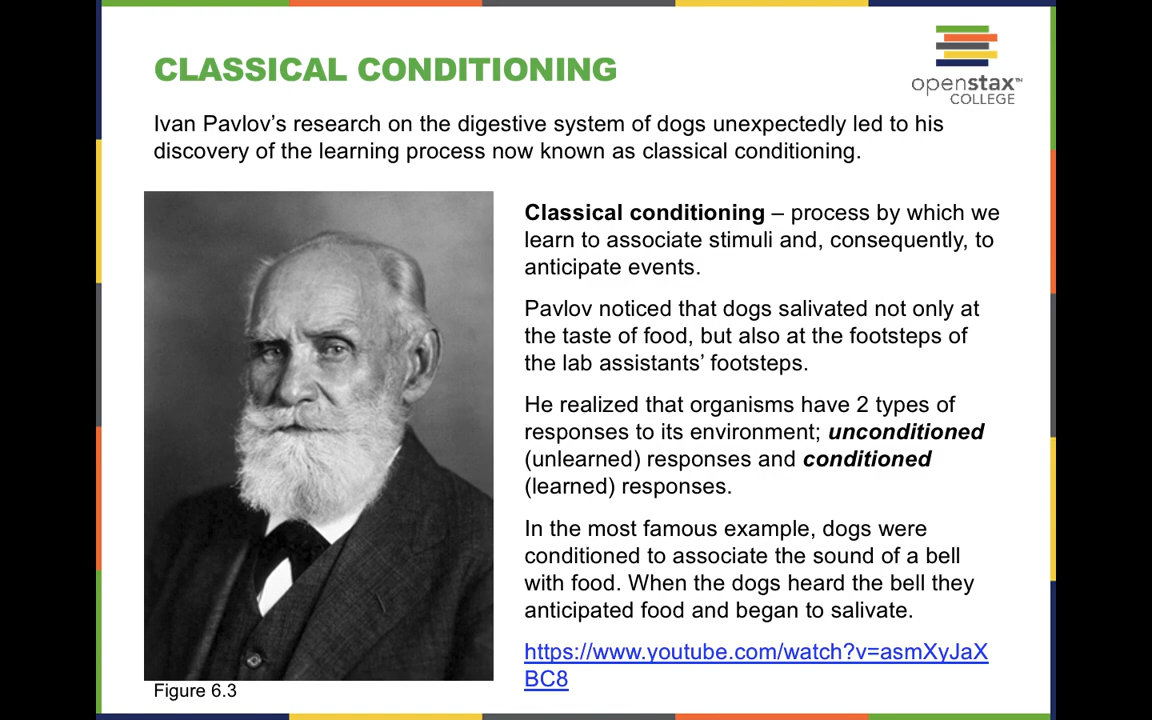 CLASSICAL CONDITIONING
openstax™
COLLEGE
Ivan Pavlov’s research on the digestive system of dogs unexpectedly led to his
discovery of the learning process now known as classical conditioning.
Classical conditioning – process by which we
learn to associate stimuli and, consequently, to
anticipate events.
Pavlov noticed that dogs salivated not only at
the taste of food, but also at the footsteps of
the lab assistants’ footsteps.
He realized that organisms have 2 types of
responses to its environment; unconditioned
(unlearned) responses and conditioned
(learned) responses.
In the most famous example, dogs were
conditioned to associate the sound of a bell
with food. When the dogs heard the bell they
anticipated food and began to salivate.
https://www.youtube.com/watch?v=asmXyJaX
BC8
Figure 6.3